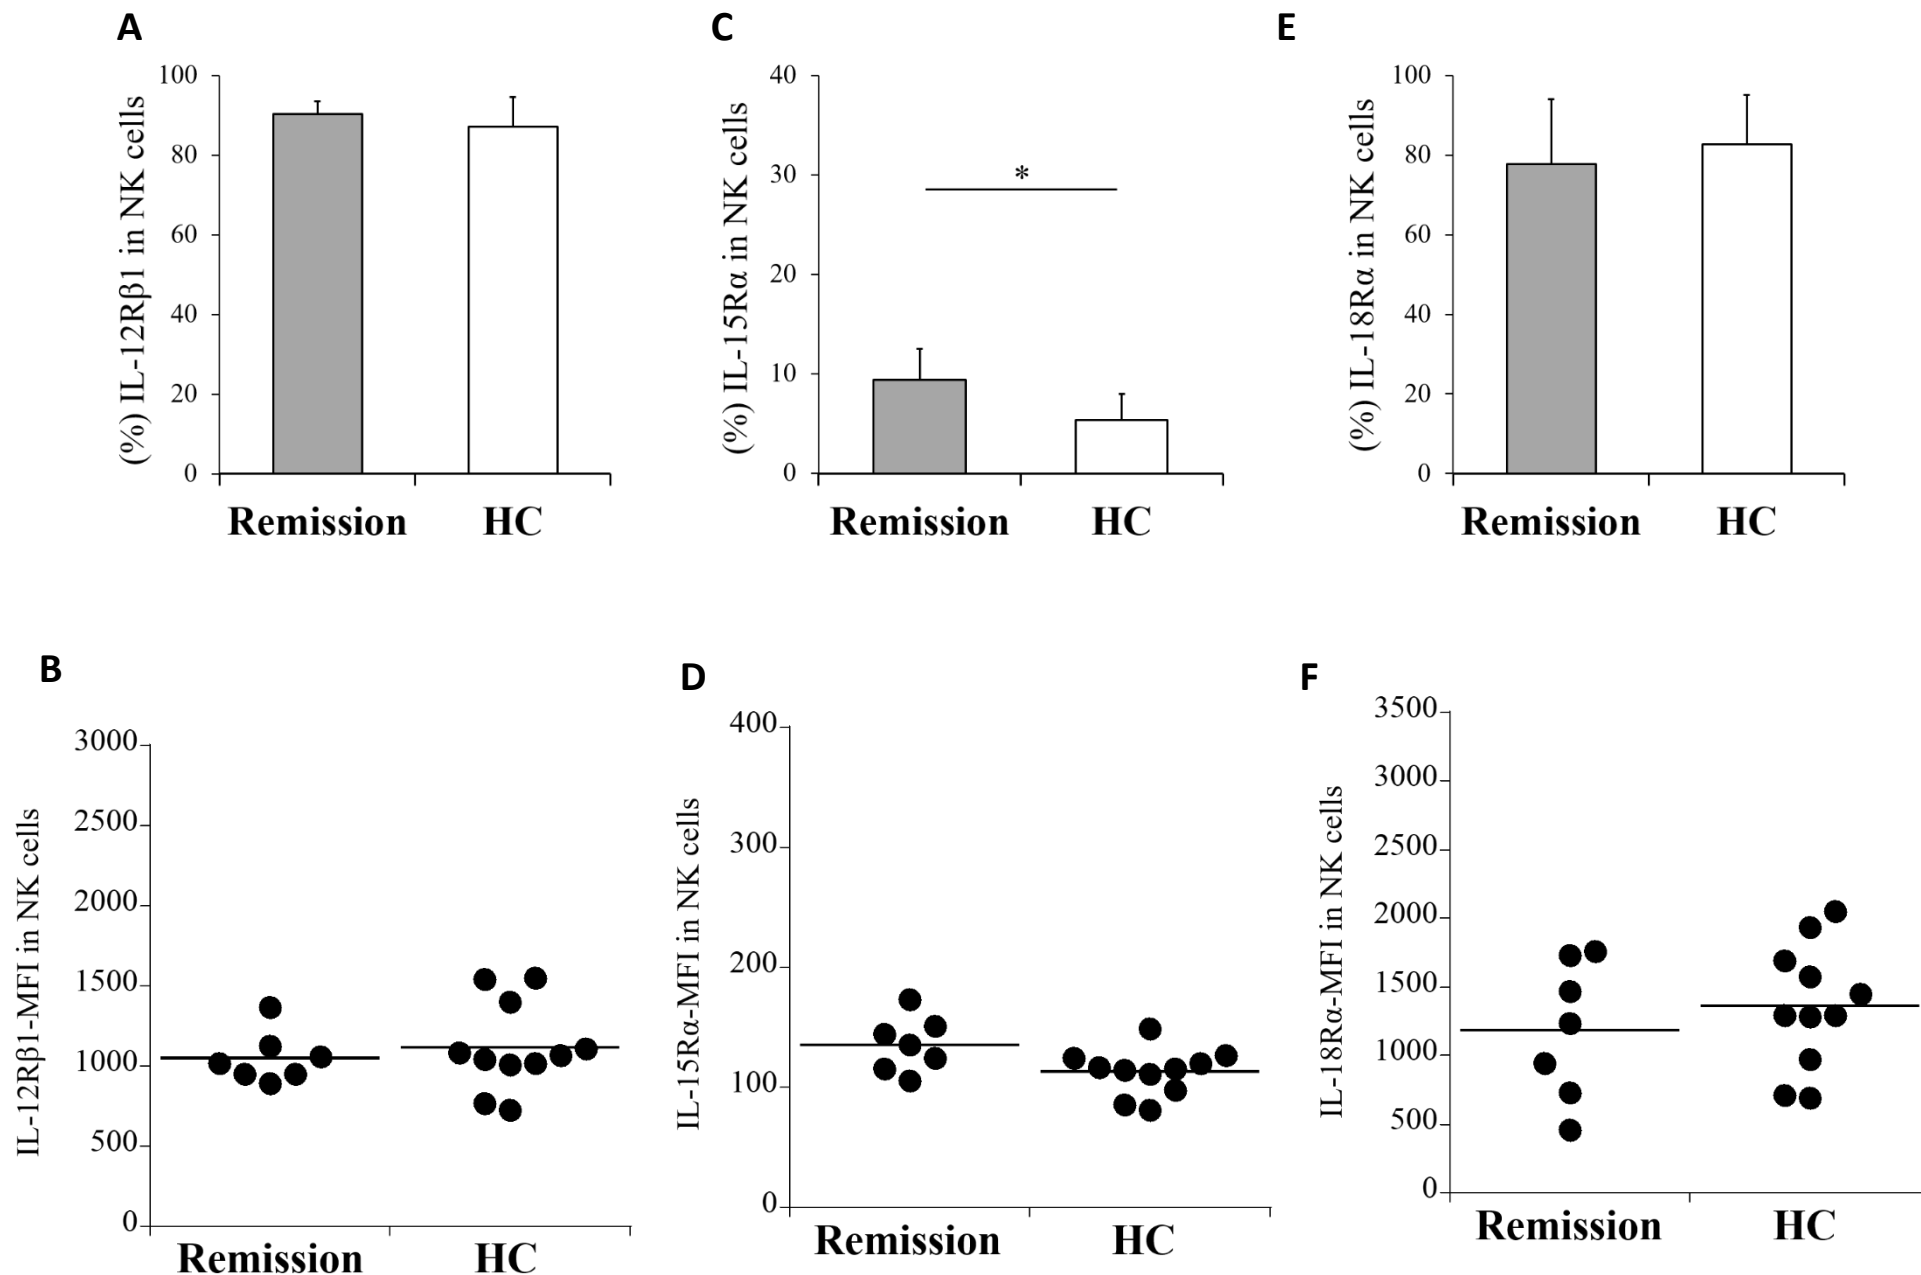 A
(%) IL-12Rβ1 in NK cells
100
80
60
40
20
0
Remission
HC
C
(%) IL-15Rα in NK cells
40
30
20
10
0
*
Remission
HC
E
(%) IL-18Rα in NK cells
100
80
60
40
20
0
Remission
HC
B
IL-12Rβ1-MFI in NK cells
3000
2500
2000
1500
1000
500
0
Remission
HC
D
IL-15Rα-MFI in NK cells
400
300
200
100
0
Remission
HC
F
IL-18Rα-MFI in NK cells
3500
3000
2500
2000
1500
1000
500
0
Remission
HC